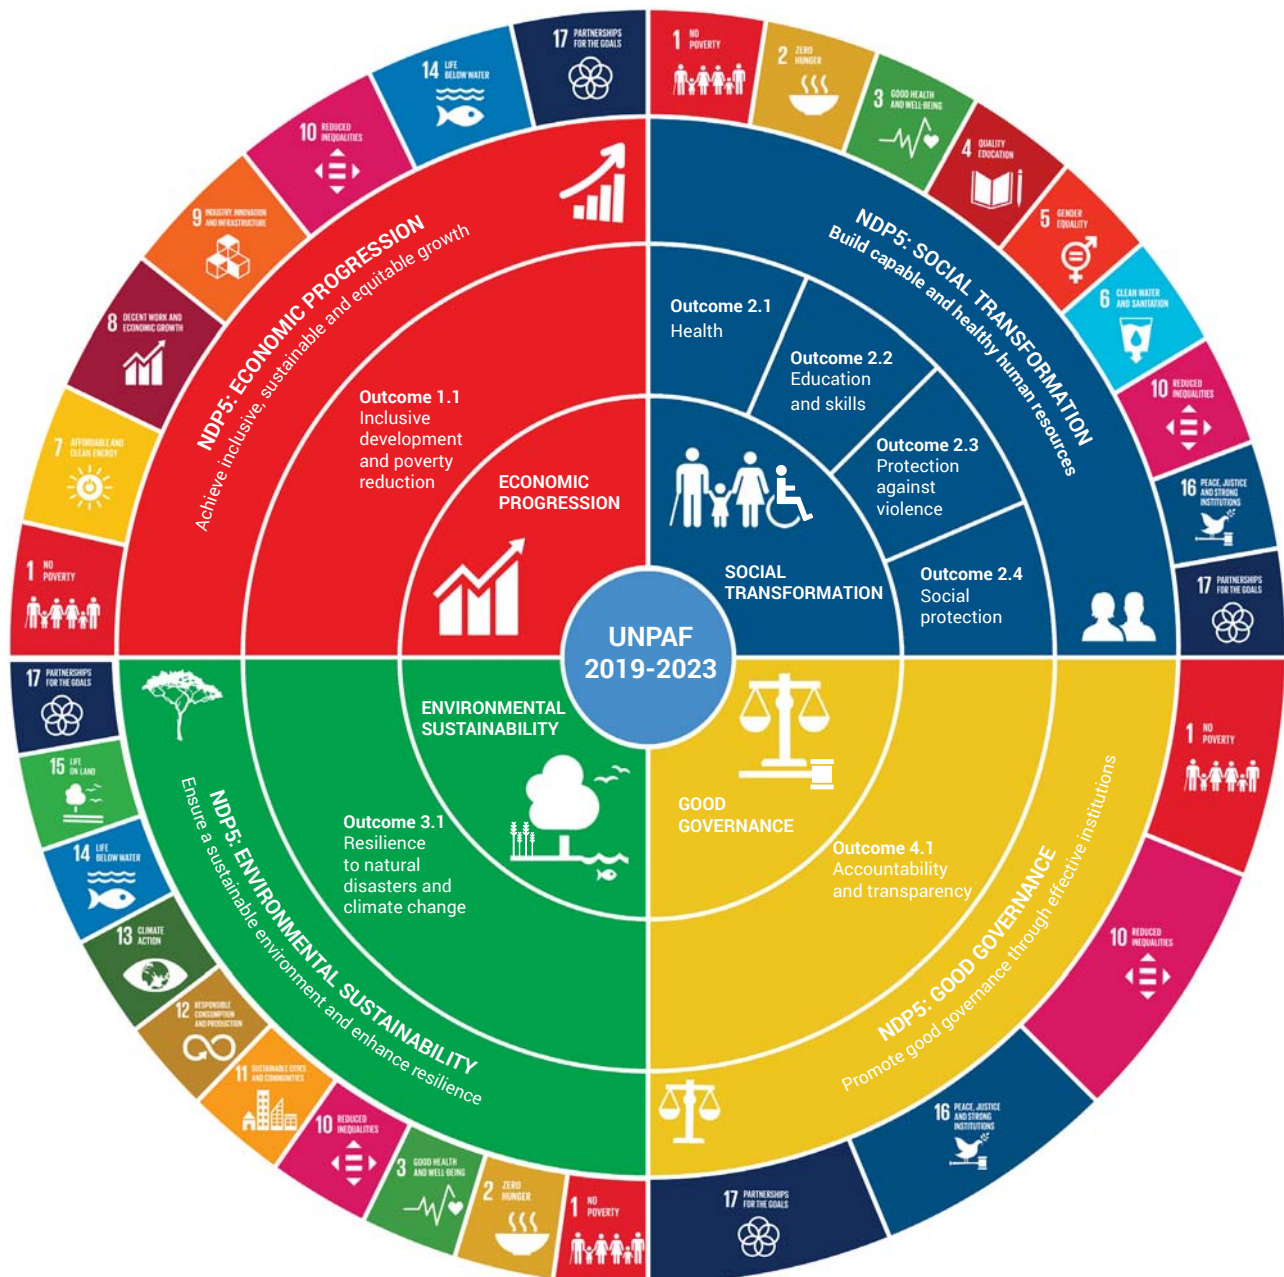 UNPAF
2019-2023
ECONOMIC
PROGRESSION
Outcome 1.1
Inclusive
development
and poverty
reduction
NDP5: ECONOMIC PROGRESSION
Achieve inclusive, sustainable and equitable growth
1 NO
POVERTY
7 AFFORDABLE AND
CLEAN ENERGY
8 DECENT WORK AND
ECONOMIC GROWTH
9 INDUSTRY, INNOVATION
AND INFRASTRUCTURE
10 REDUCED
INEQUALITIES
14 LIFE
BELOW WATER
17 PARTNERSHIPS
FOR THE GOALS
SOCIAL
TRANSFORMATION
Outcome 2.1
Health
Outcome 2.2
Education
and skills
Outcome 2.3
Protection
against
violence
Outcome 2.4
Social
protection
NDP5: SOCIAL TRANSFORMATION
Build capable and healthy human resources
1 NO
POVERTY
2 ZERO
HUNGER
3 GOOD HEALTH
AND WELL-BEING
4 QUALITY
EDUCATION
5 GENDER
EQUALITY
6 CLEAN WATER
AND SANITATION
10 REDUCED
INEQUALITIES
16 PEACE, JUSTICE
AND STRONG
INSTITUTIONS
17 PARTNERSHIPS
FOR THE GOALS
GOOD
GOVERNANCE
Outcome 4.1
Accountability
and transparency
NDP5: GOOD GOVERNANCE
Promote good governance through effective institutions
1 NO
POVERTY
10 REDUCED
INEQUALITIES
16 PEACE, JUSTICE
AND STRONG
INSTITUTIONS
17 PARTNERSHIPS
FOR THE GOALS
ENVIRONMENTAL
SUSTAINABILITY
Outcome 3.1
Resilience
to natural
disasters and
climate change
NDP5: ENVIRONMENTAL SUSTAINABILITY
Ensure a sustainable environment and enhance resilience
1 NO
POVERTY
2 ZERO
HUNGER
3 GOOD HEALTH
AND WELL-BEING
10 REDUCED
INEQUALITIES
11 SUSTAINABLE CITIES
AND COMMUNITIES
12 RESPONSIBLE
CONSUMPTION
AND PRODUCTION
13 CLIMATE
ACTION
14 LIFE
BELOW WATER
15 LIFE
ON LAND
17 PARTNERSHIPS
FOR THE GOALS